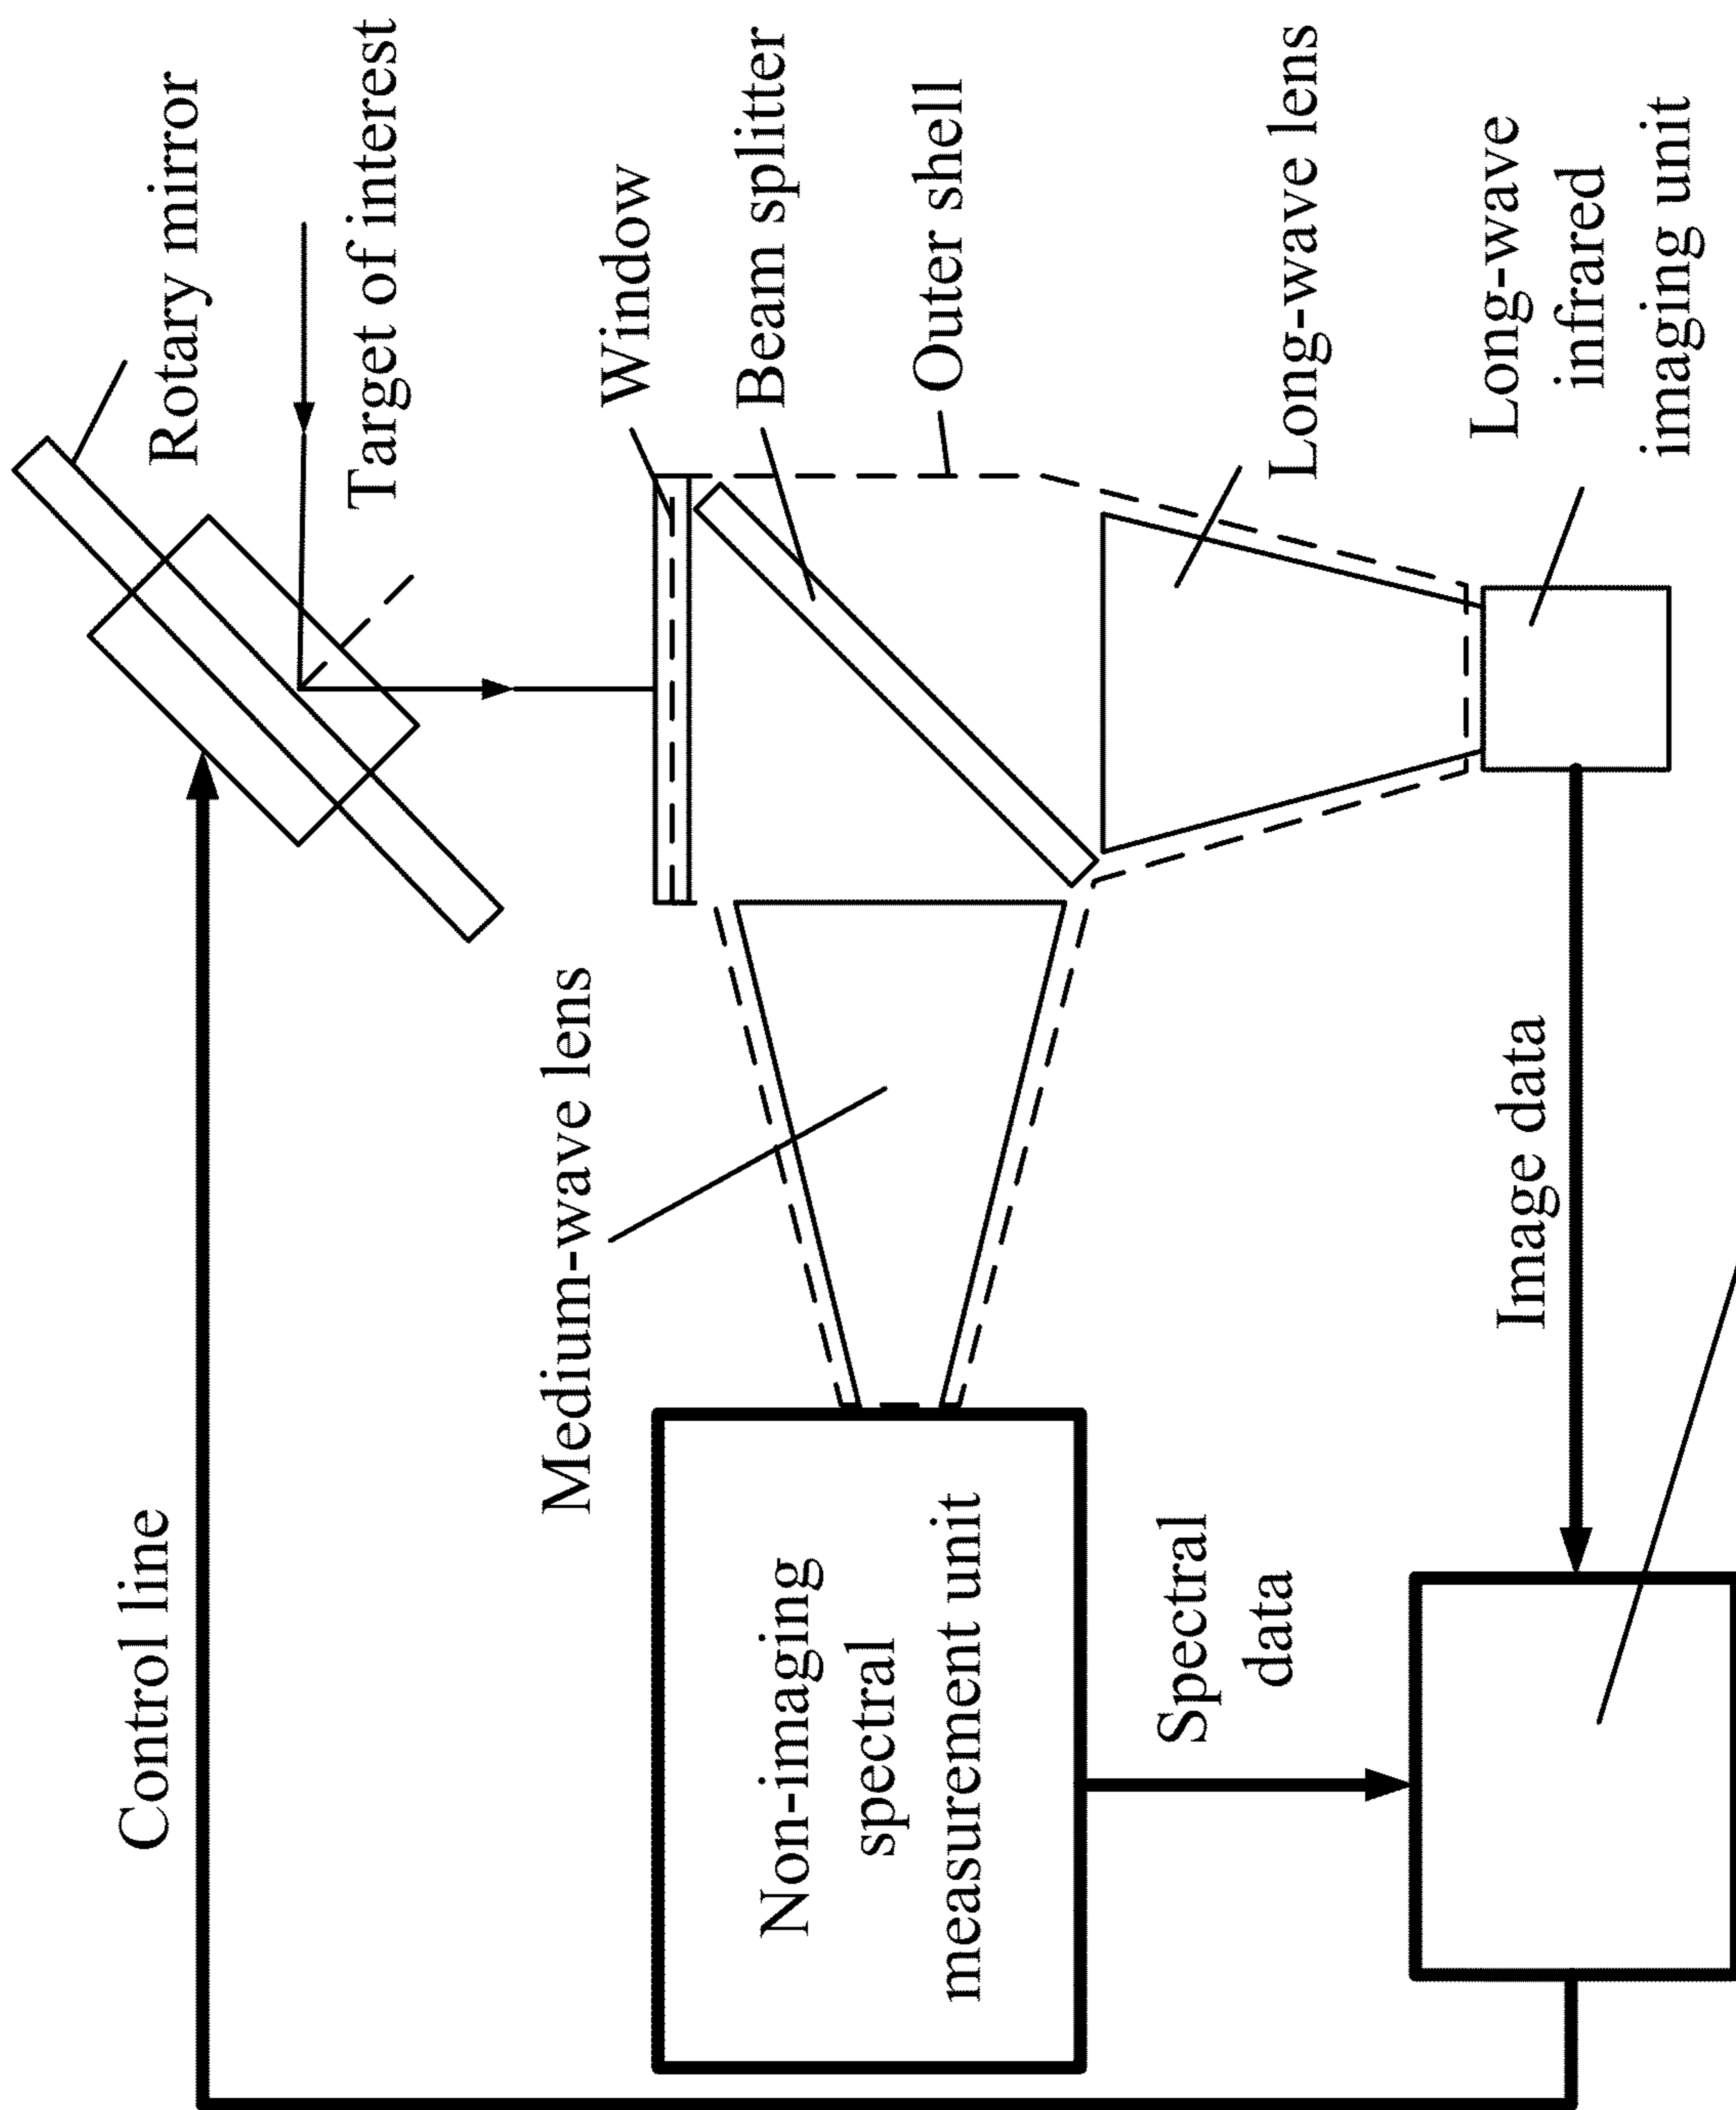 Rotary mirror
Target of interest
Window
Beam splitter
Outer shell
Long-wave lens
Long-wave
infrared
imaging unit
Control line
Medium-wave lens
Non-imaging
spectral
measurement unit
Spectral
data
Image data